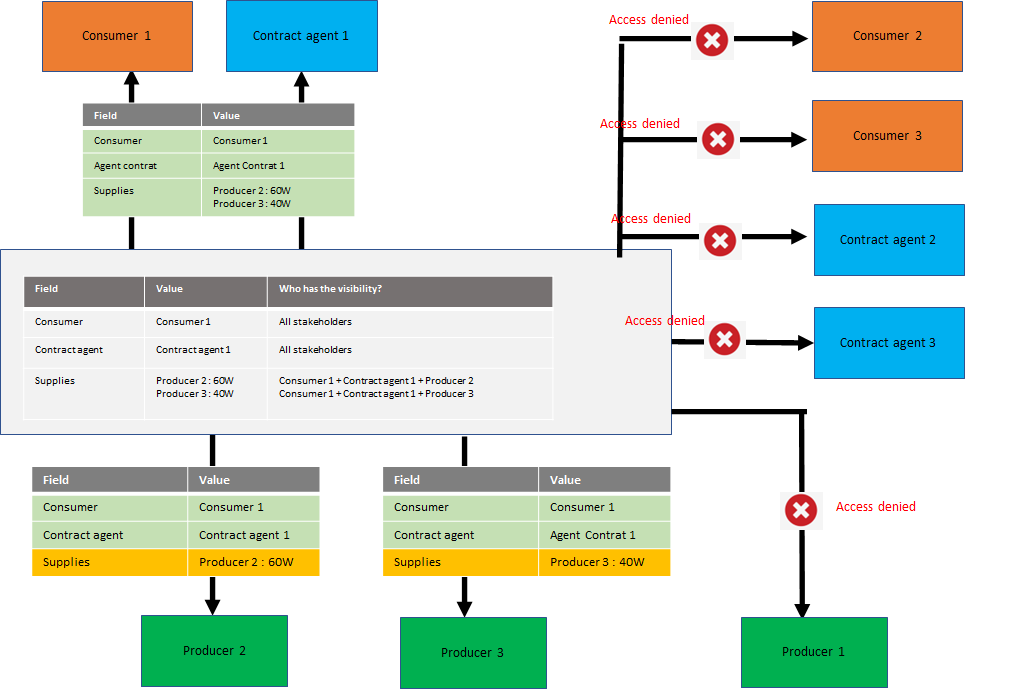 Consumer 1
Contract agent 1
Access denied
Consumer 2
Access denied
Consumer 3
Field Value
Consumer Consumer 1
Agent contrat Agent Contrat 1
Supplies Producer 2 : 60W
Producer 3 : 40W
Access denied
Contract agent 2
Field Value Who has the visibility?
Consumer Consumer 1 All stakeholders
Contract agent Contract agent 1 All stakeholders
Supplies Producer 2 : 60W Consumer 1 + Contract agent 1 + Producer 2
Producer 3 : 40W Consumer 1 + Contract agent 1 + Producer 3
Access denied
Contract agent 3
Field Value
Consumer Consumer 1
Contract agent Contract agent 1
Supplies Producer 2 : 60W
Field Value
Consumer Consumer 1
Contract agent Agent Contrat 1
Supplies Producer 3 : 40W
Access denied
Producer 2
Producer 3
Producer 1